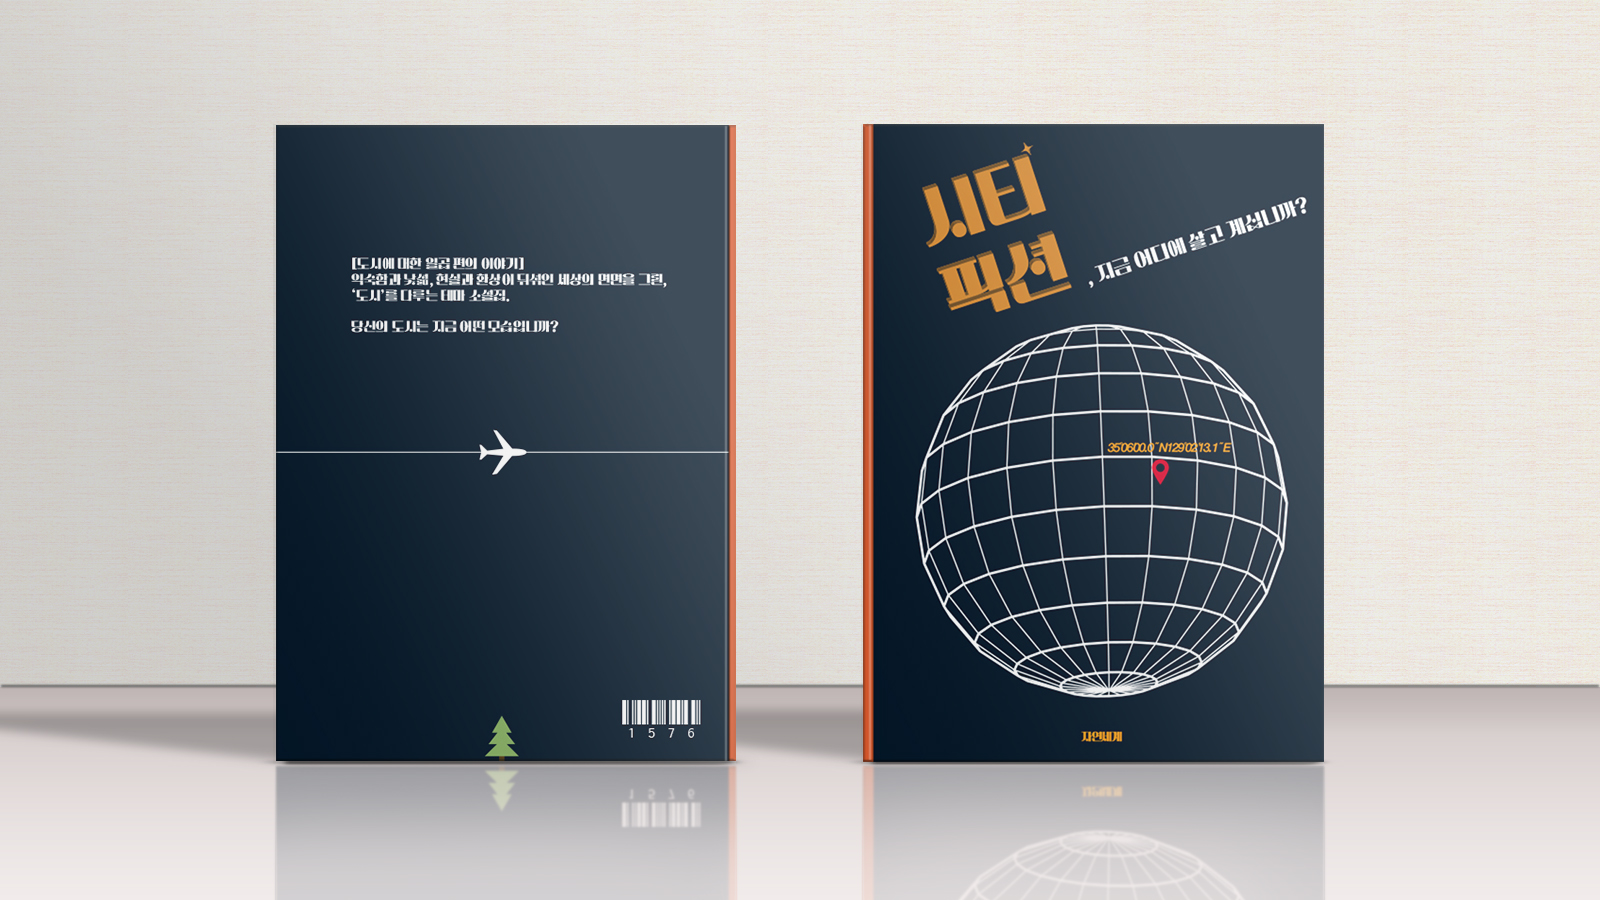 [도시에 대한 일곱 편의 이야기]
익숙함과 낯섦, 현실과 환상이 뒤섞인 세상의 면면을 그린,
‘도시’를 다루는 테마 소설집.
당신의 도시는 지금 어떤 모습입니까?
1 5 7 6
시티
픽션
, 지금 어디에 살고 계십니까?
35°06'00.0"N129°02'13.1"E
자연세계